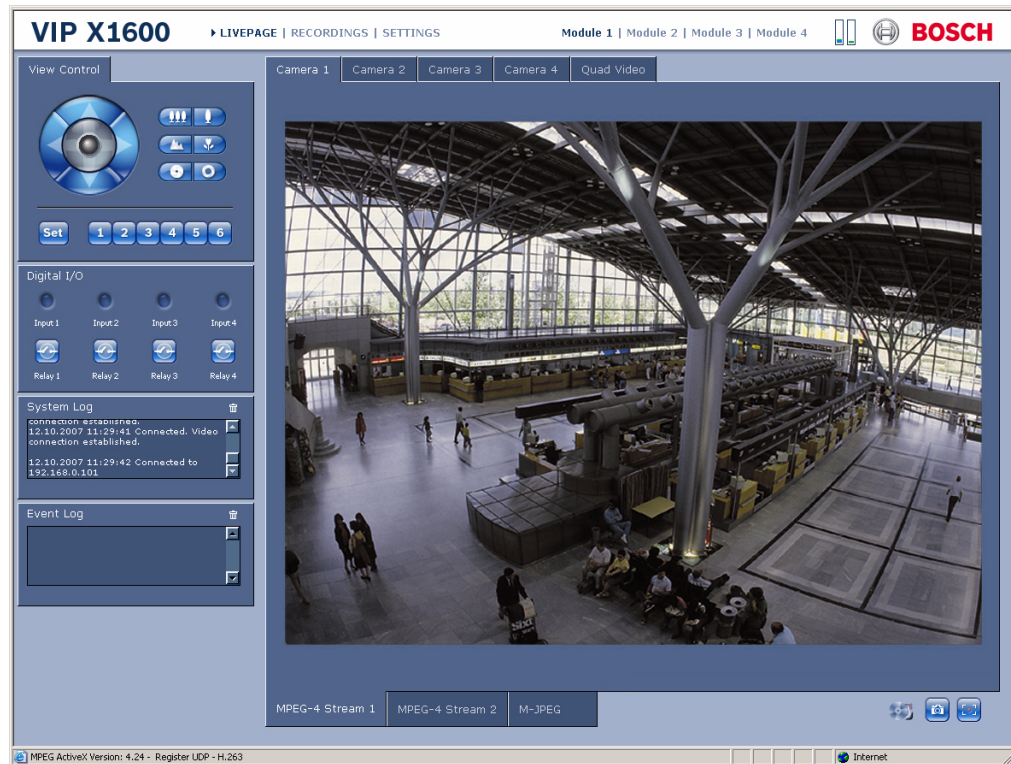 VIP X1600
LIVEPAGE | RECORDINGS | SETTINGS
Module 1 | Module 2 | Module 3 | Module 4
BOSCH
View Control
Camera 1
Camera 2
Camera 3
Camera 4
Quad Video
Set
1 2 3 4 5 6
Digital I/O
Input 1
Input 2
Input 3
Input 4
Relay 1
Relay 2
Relay 3
Relay 4
System Log
connection established.
12.10.2007 11:29:41 Connected. Video
connection established.
12.10.2007 11:29:42 Connected to
192.168.0.101
Event Log
Sixt
MPEG-4 Stream 1
MPEG-4 Stream 2
M-JPEG
MPEG ActiveX Version: 4.24 - Register UDP - H.263
Internet